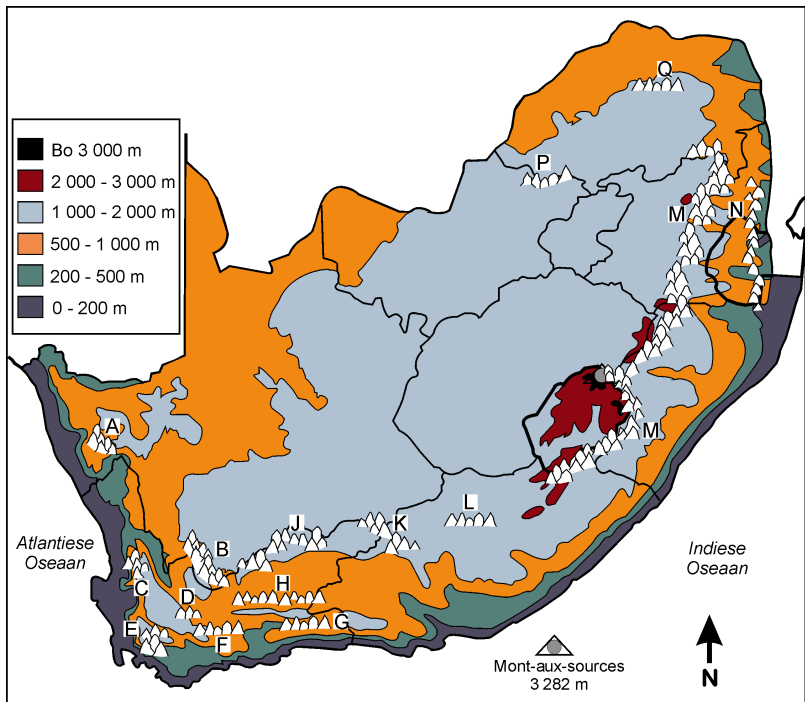 Q
Bo 3 000 m
2 000 - 3 000 m
1 000 - 2 000 m
500 - 1 000 m
200 - 500 m
0 - 200 m
P
M
N
A
M
L
K
J
B
Atlantiese
Oseaan
Indiese
Oseaan
C
D
H
E
F
G
Mont-aux-sources
3 282 m
N